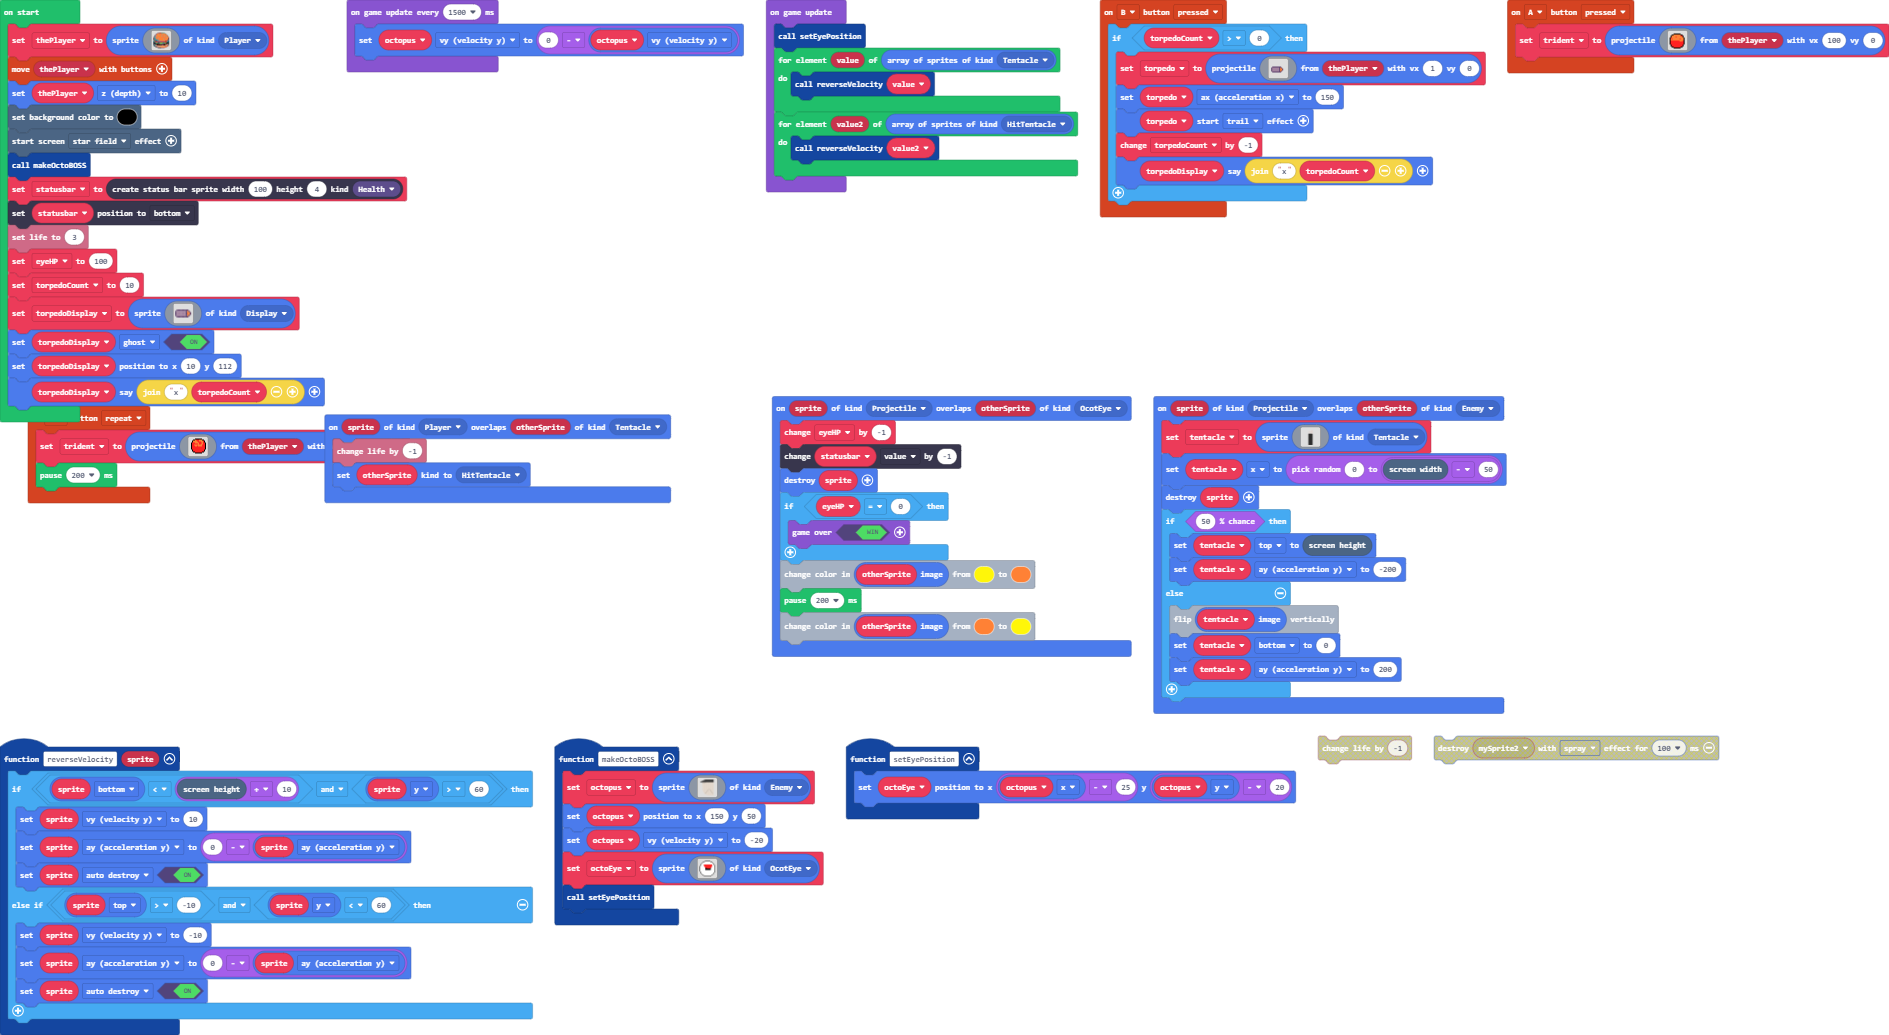 on start
set thePlayer to sprite of kind Player
move thePlayer with buttons
set thePlayer z (depth) to 10
set background color to
start screen star field effect
call makeOctoBOSS
set statusbar to create status bar sprite width 100 height 4 kind Health
set statusbar position to bottom
set life to 3
set eyeHP to 100
set torpedoCount to 10
set torpedoDisplay to sprite of kind Display
set torpedoDisplay ghost ON
set torpedoDisplay position to x 10 y 112
torpedoDisplay say join "x" torpedoCount
tton repeat
set trident to projectile from thePlayer with
pause 200 ms
on game update every 1500 ms
set octopus vy (velocity y) to 0 - octopus vy (velocity y)
on game update
call setEyePosition
for element value of array of sprites of kind Tentacle
do call reverseVelocity value
for element value2 of array of sprites of kind HitTentacle
do call reverseVelocity value2
on B button pressed
if torpedoCount > 0 then
set torpedo to projectile from thePlayer with vx 1 vy 0
set torpedo ax (acceleration x) to 150
torpedo start trail effect
change torpedoCount by -1
torpedoDisplay say join "x" torpedoCount
on A button pressed
set trident to projectile from thePlayer with vx 100 vy 0
on sprite of kind Player overlaps otherSprite of kind Tentacle
change life by -1
set otherSprite kind to HitTentacle
on sprite of kind Projectile overlaps otherSprite of kind OcotEye
change eyeHP by -1
change statusbar value by -1
destroy sprite
if eyeHP = 0 then
game over WIN
change color in otherSprite image from to
pause 200 ms
change color in otherSprite image from to
on sprite of kind Projectile overlaps otherSprite of kind Enemy
set tentacle to sprite of kind Tentacle
set tentacle x to pick random 0 to screen width - 50
destroy sprite
if 50 % chance then
set tentacle top to screen height
set tentacle ay (acceleration y) to -200
else
flip tentacle image vertically
set tentacle bottom to 0
set tentacle ay (acceleration y) to 200
function reverseVelocity sprite
if sprite bottom < screen height + 10 and sprite y > 60 then
set sprite vy (velocity y) to 10
set sprite ay (acceleration y) to 0 - sprite ay (acceleration y)
set sprite auto destroy ON
else if sprite top > -10 and sprite y < 60 then
set sprite vy (velocity y) to -10
set sprite ay (acceleration y) to 0 - sprite ay (acceleration y)
set sprite auto destroy ON
function makeOctoBOSS
set octopus to sprite of kind Enemy
set octopus position to x 150 y 50
set octopus vy (velocity y) to -20
set octoEye to sprite of kind OcotEye
call setEyePosition
function setEyePosition
set octoEye position to x octopus x - 25 y octopus y - 20
change life by -1
destroy mySprite2 with spray effect for 100 ms